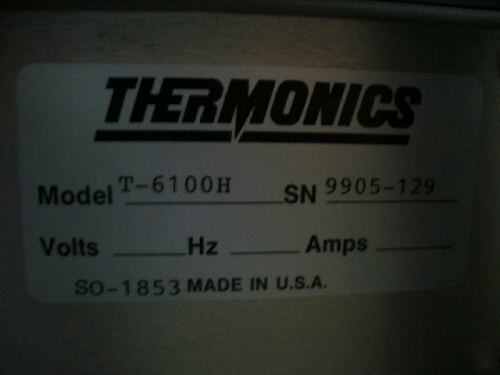 THERMONICS
Model T-6100H SN 9905-129
Volts Hz Amps
SO-1853 MADE IN U.S.A.